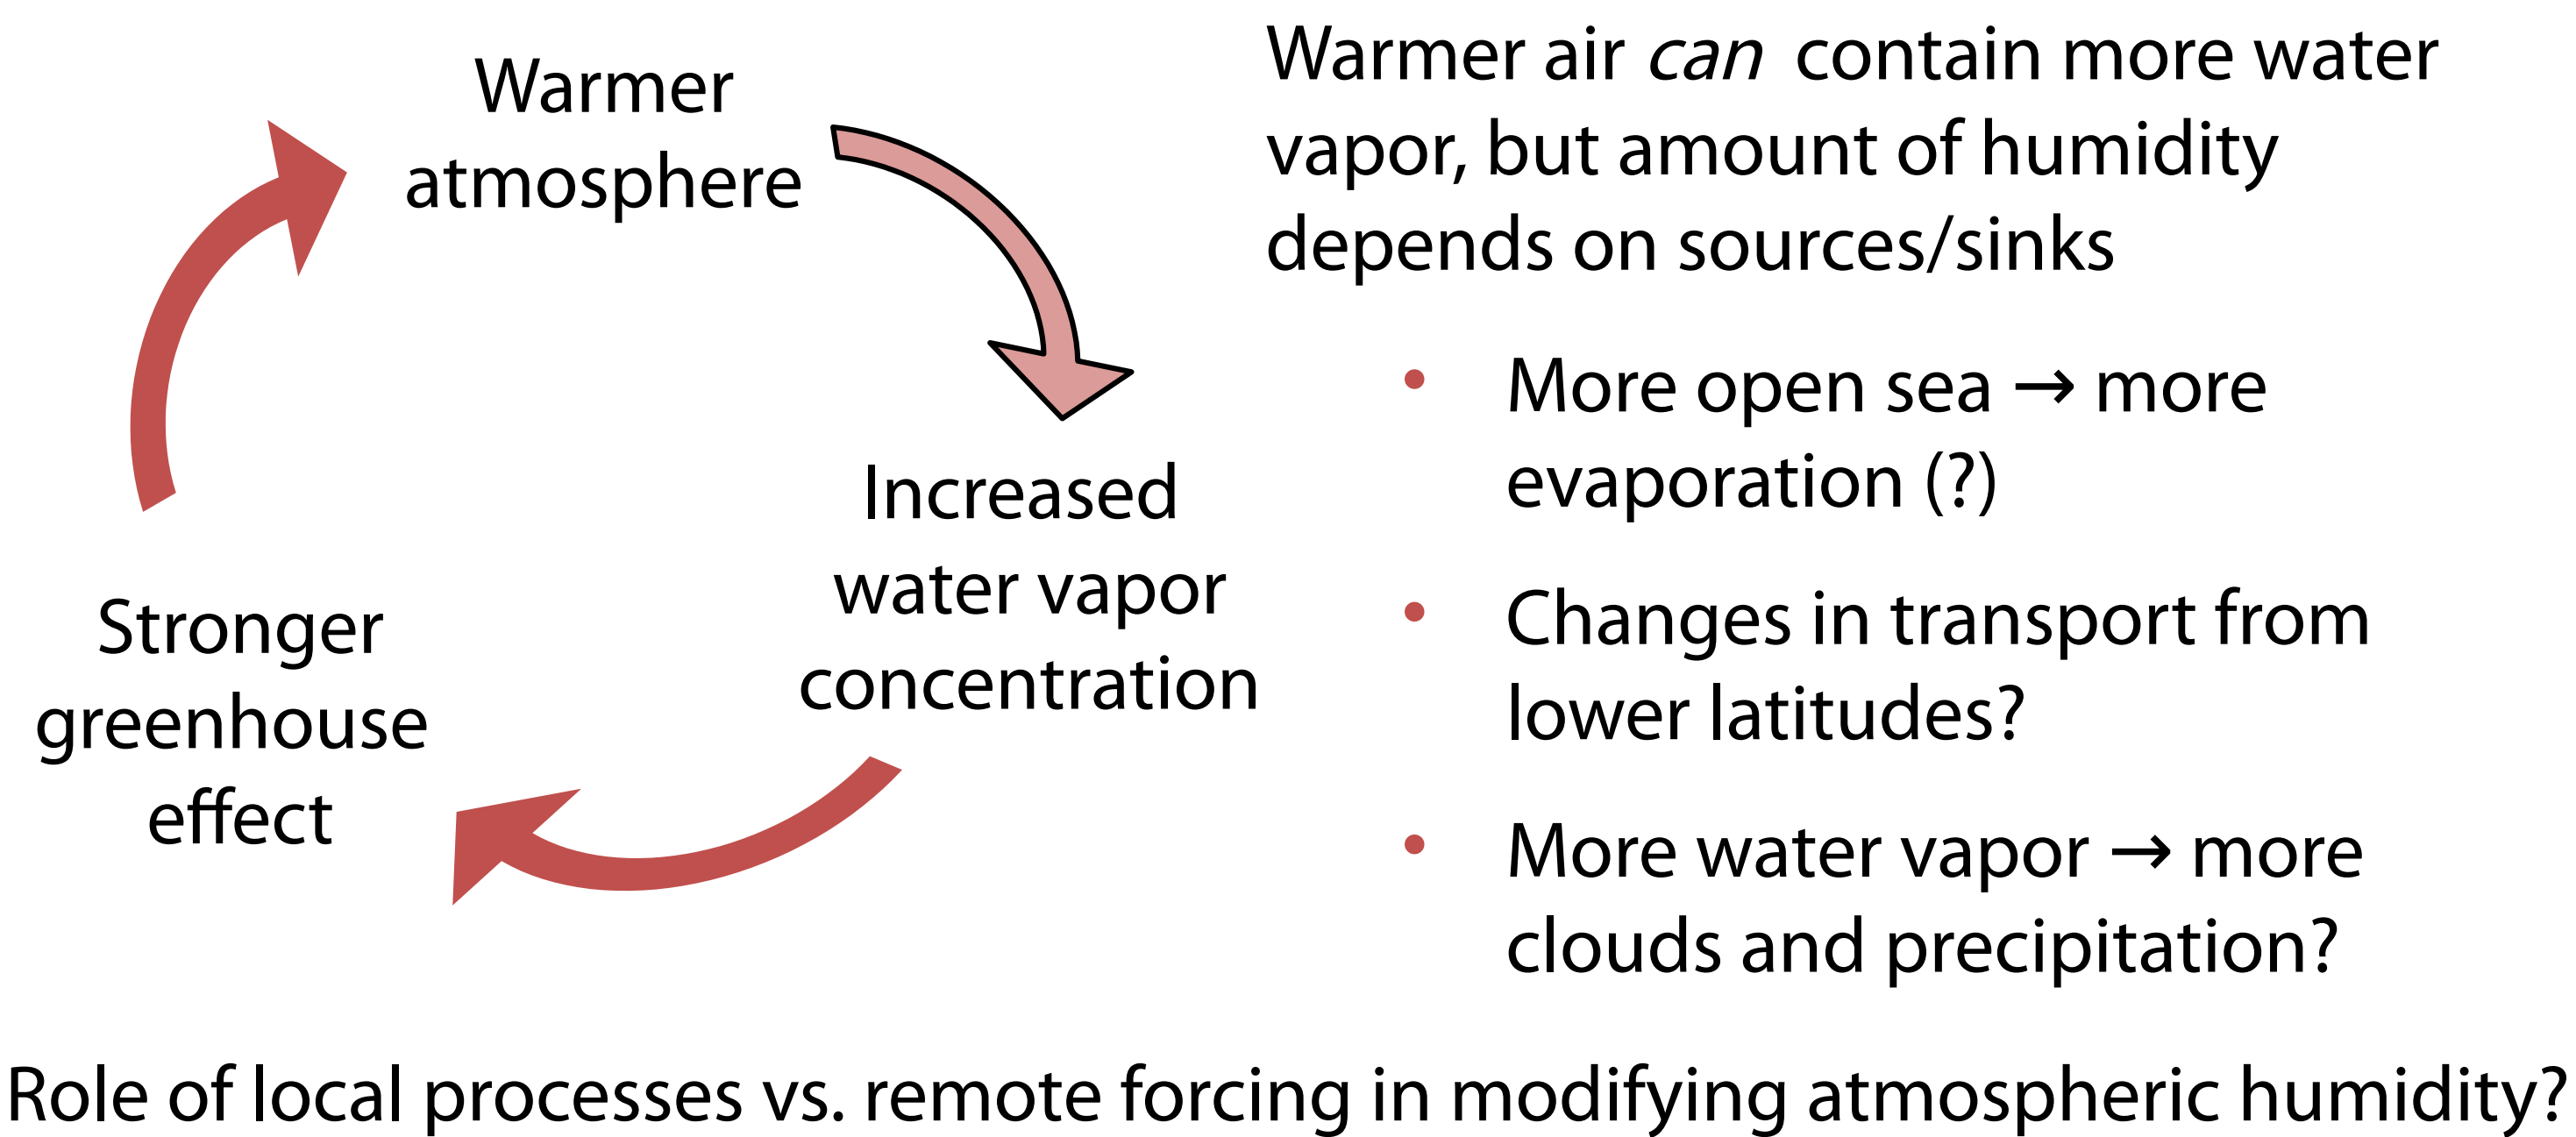 Warmer
atmosphere
Increased
water vapor
concentration
Stronger
greenhouse
effect
Warmer air can contain more water
vapor, but amount of humidity
depends on sources/sinks
• More open sea → more
evaporation (?)
• Changes in transport from
lower latitudes?
• More water vapor → more
clouds and precipitation?
Role of local processes vs. remote forcing in modifying atmospheric humidity?